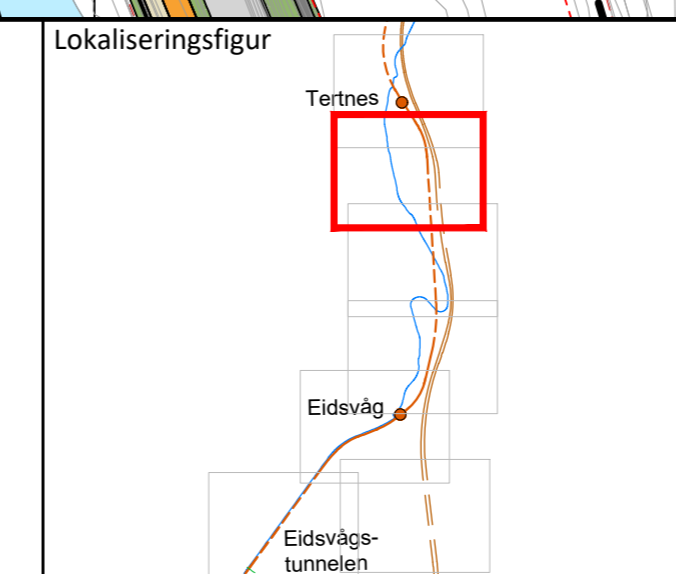 Lokaliseringsfigur
Tertnes
Eidsvåg
Eidsvågs-
tunnelen